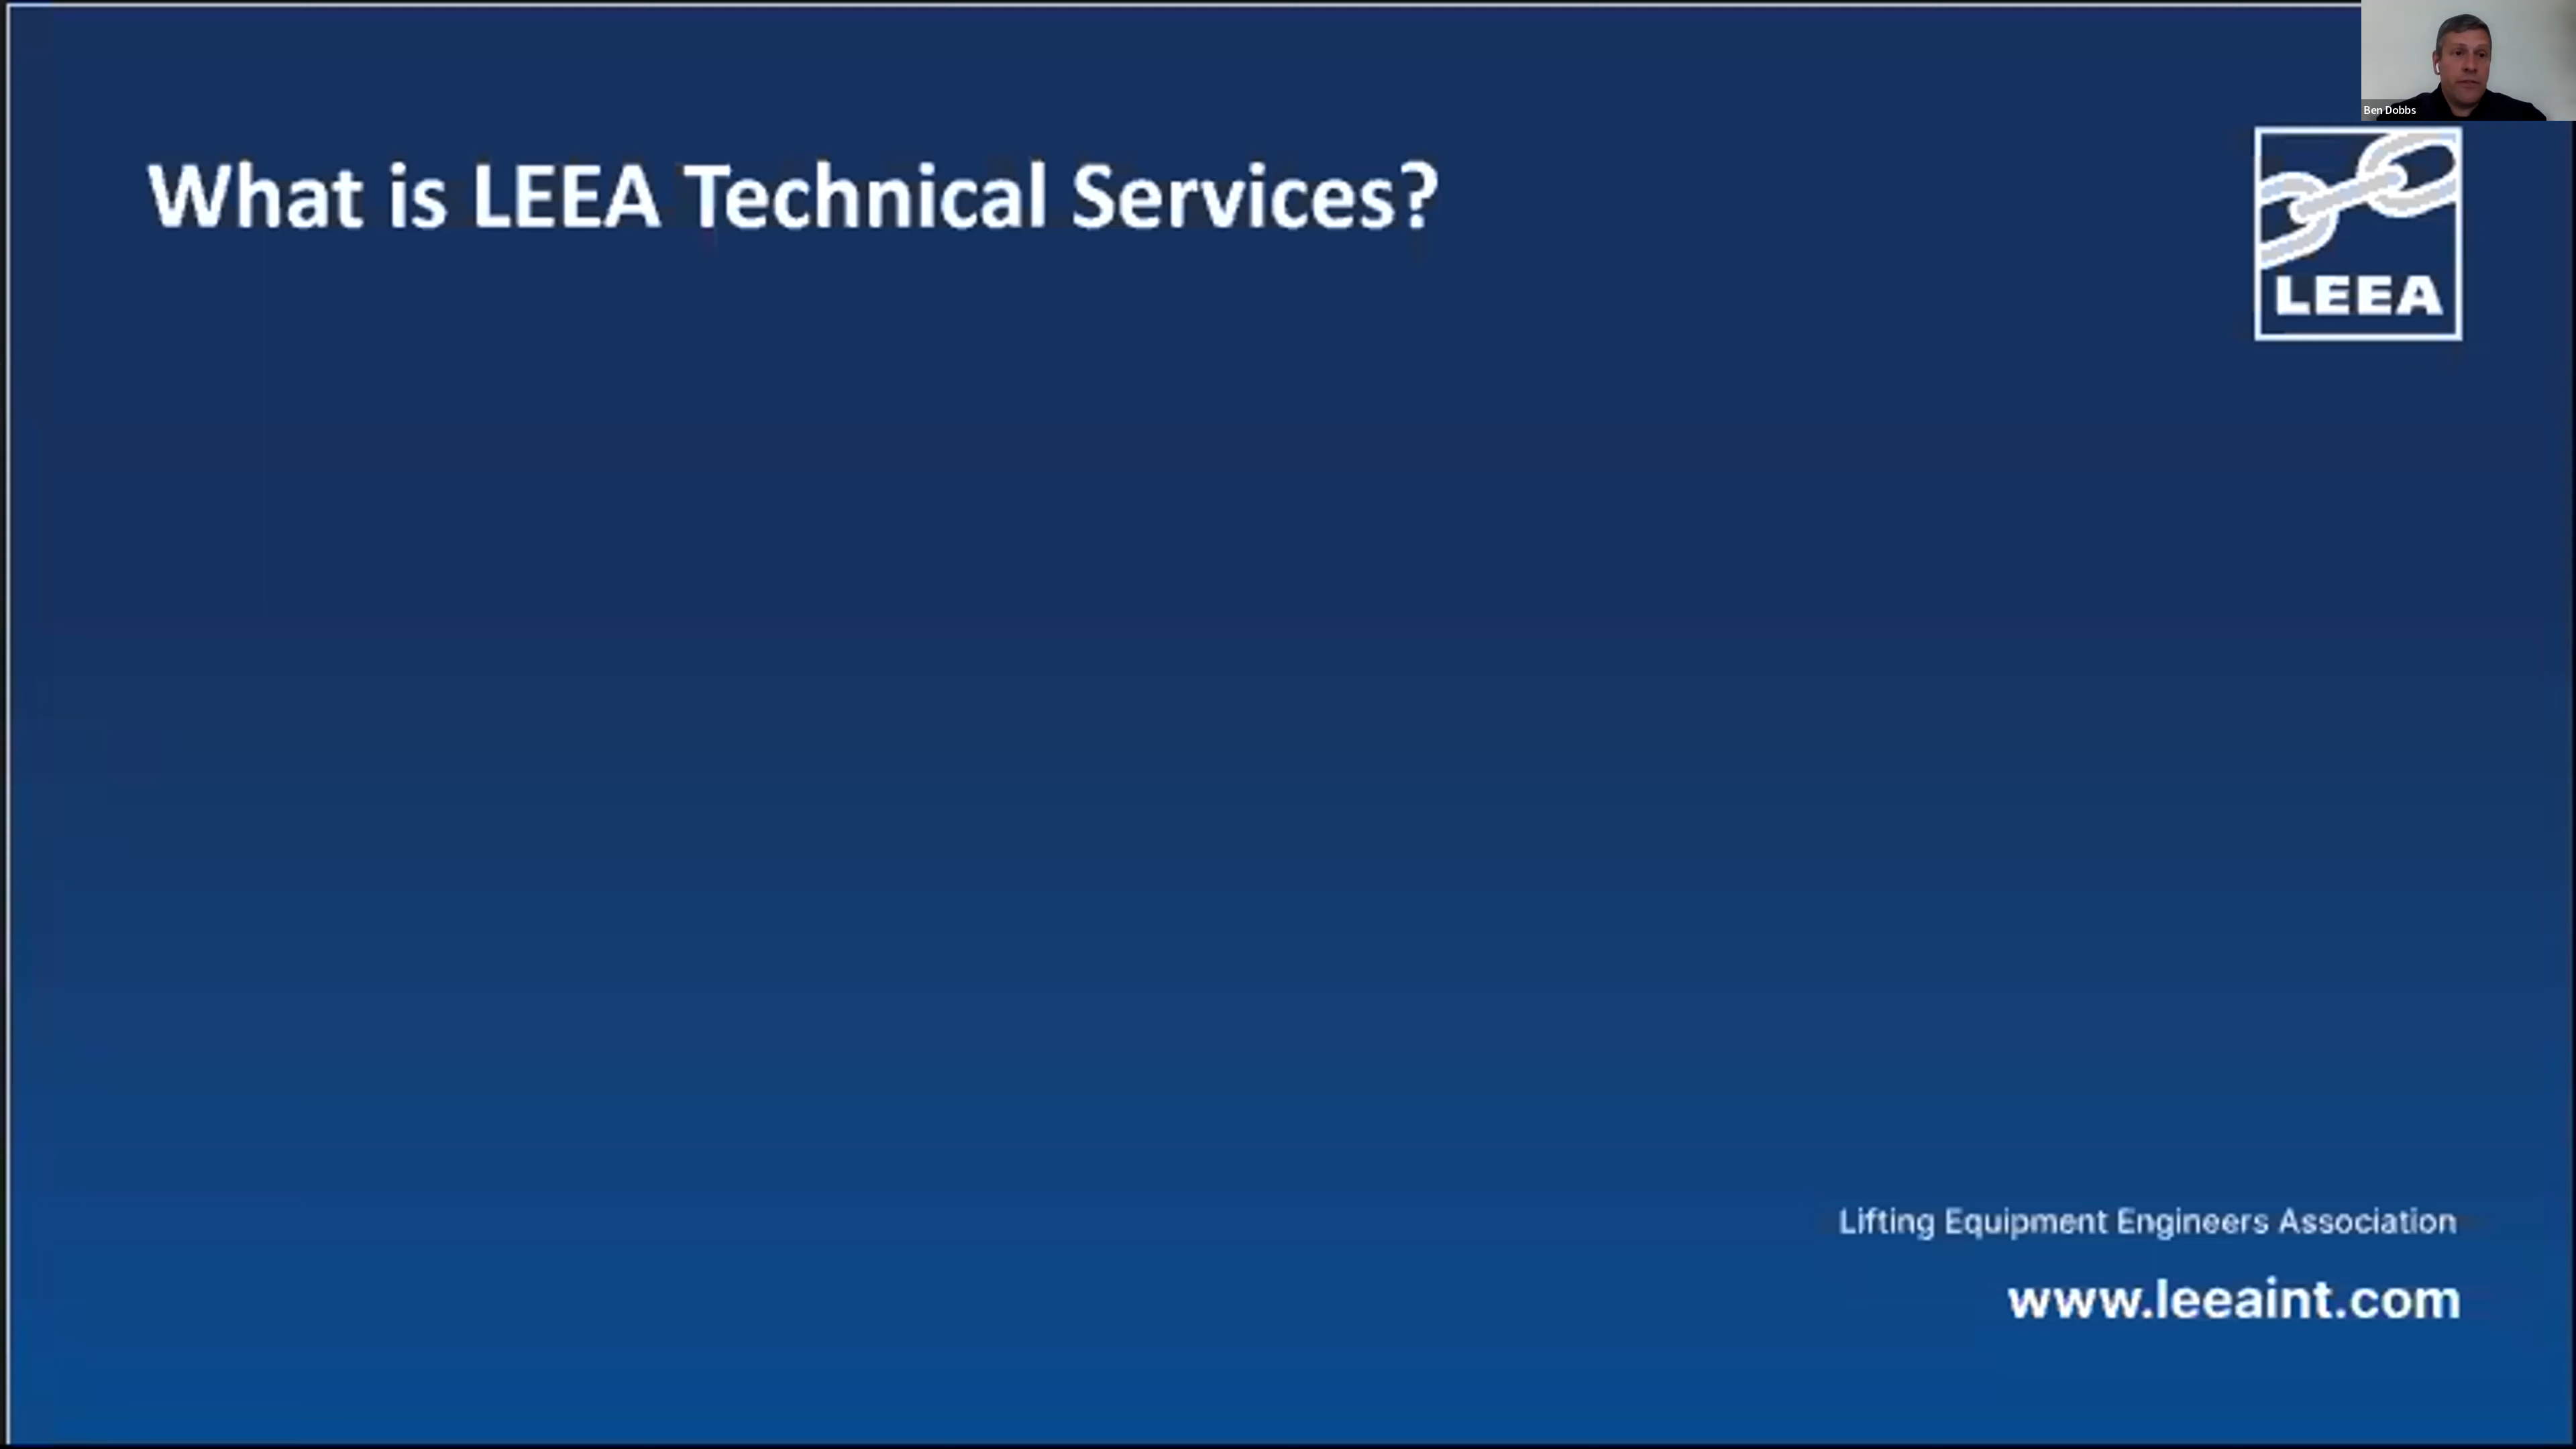 Ben Dobbs
What is LEEA Technical Services?
LEEA
Lifting Equipment Engineers Association
www.leeaint.com